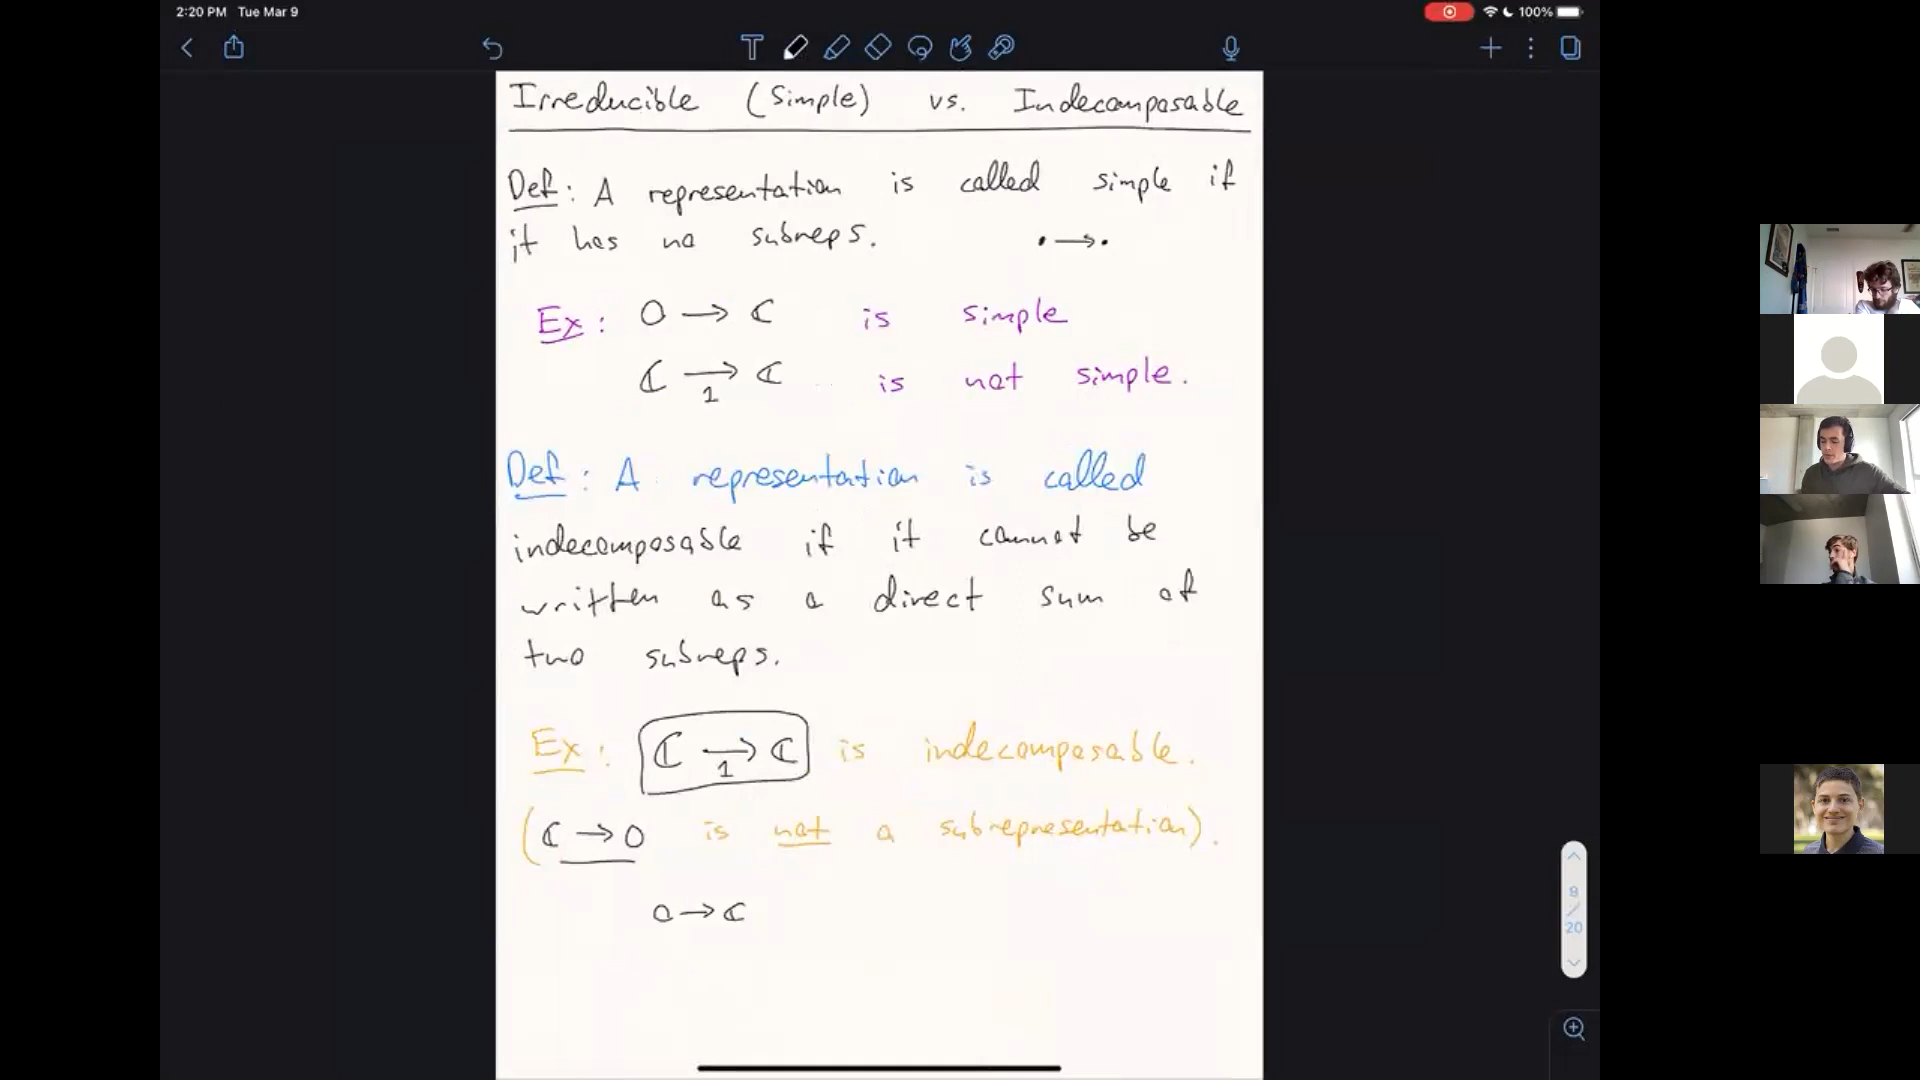 2:20 PM Tue Mar 9
100%
Irreducible (Simple) vs. Indecomposable
Def: A representation is called simple if
it has no subreps. • → •
Ex: 0 → ℂ is simple
ℂ → ℂ is not simple.
1
Def: A representation is called
indecomposable if it cannot be
written as a direct sum of
two subreps.
Ex: ℂ → ℂ is indecomposable.
1
(ℂ → 0 is not a subrepresentation).
0 → ℂ
8
/
20